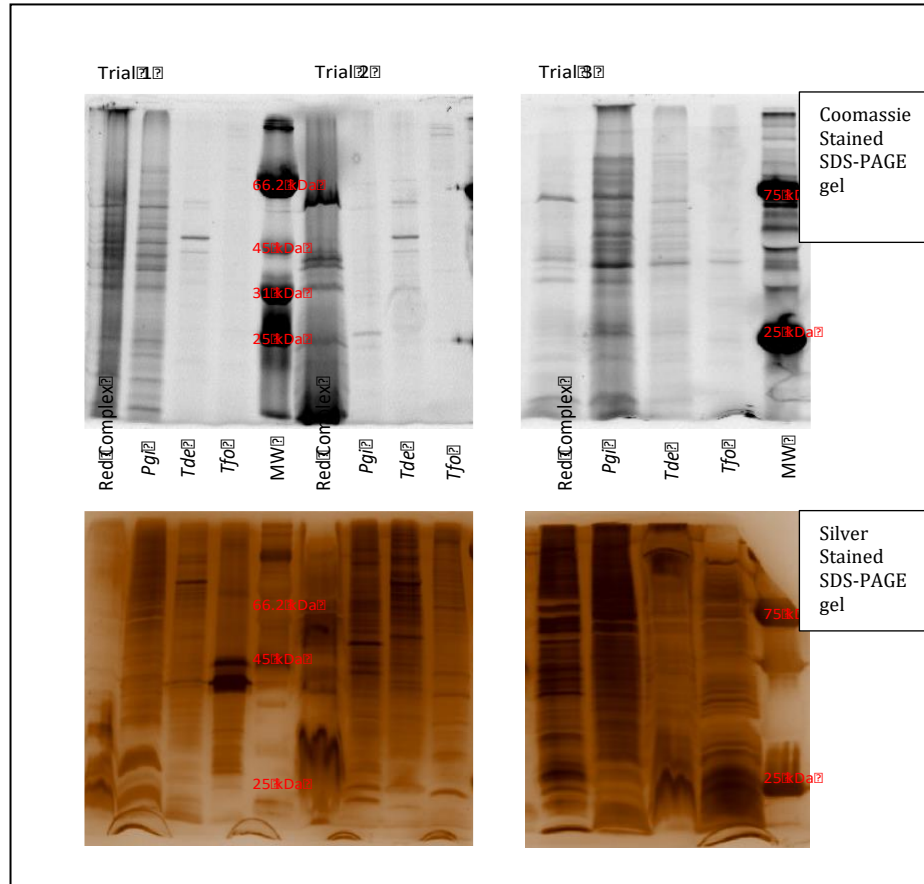 Trial 1
Trial 2
Trial 3
Coomassie
Stained
SDS-PAGE
gel
66.2 kDa
45 kDa
31 kDa
25 kDa
75 k
25 kDa
Red Complex
Pgi
Tde
Tfo
MW
Red Complex
Pgi
Tde
Tfo
Red Complex
Pgi
Tde
Tfo
MW
Silver
Stained
SDS-PAGE
gel
66.2 kDa
45 kDa
25 kDa
75 k
25 kDa